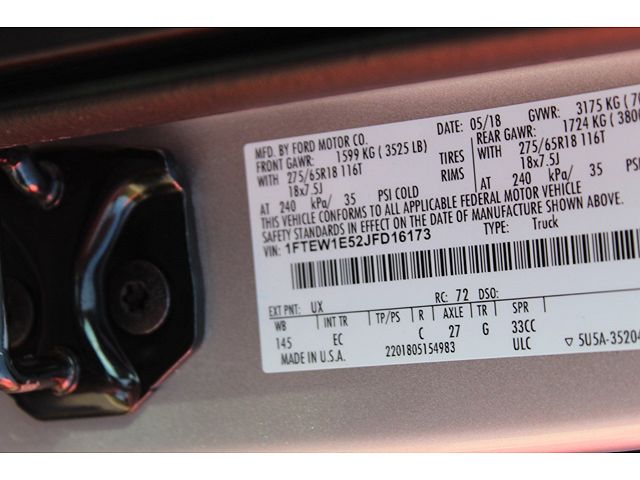 DATE: 05/18 GVWR: 3175 KG (
MFD. BY FORD MOTOR CO.
FRONT GAWR: 1599 KG ( 3525 LB) REAR GAWR: 1724 KG (
WITH 275/65R18 116T TIRES WITH 275/65R18 116T
18x7.5J RIMS 18x7.5J
AT 240 kPa/ 35 PSI COLD AT 240 kPa/ 35
THIS VEHICLE CONFORMS TO ALL APPLICABLE FEDERAL MOTOR VEHICLE
SAFETY STANDARDS IN EFFECT ON THE DATE OF MANUFACTURE SHOWN ABOVE.
VIN: 1FTEW1E52JFD16173 TYPE: Truck
EXT PNT: UX RC: 72 DSO:
WB INT TR TP/PS R AXLE TR SPR
145 EC C 27 G 33CC
MADE IN U.S.A. 2201805154983 ULC ▽ 5U5A-35204